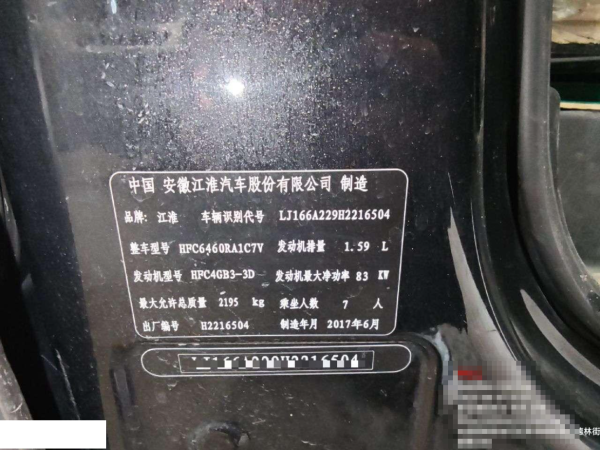 中国 安徽江淮汽车股份有限公司 制造
品牌: 江淮 车辆识别代号 LJ166A229H2216504
整车型号 HFC6460RA1C7V 发动机排量 1.59 L
发动机型号 HFC4GB3-3D 发动机最大净功率 83 KW
最大允许总质量 2195 kg 乘坐人数 7 人
出厂编号 H2216504 制造年月 2017年6月